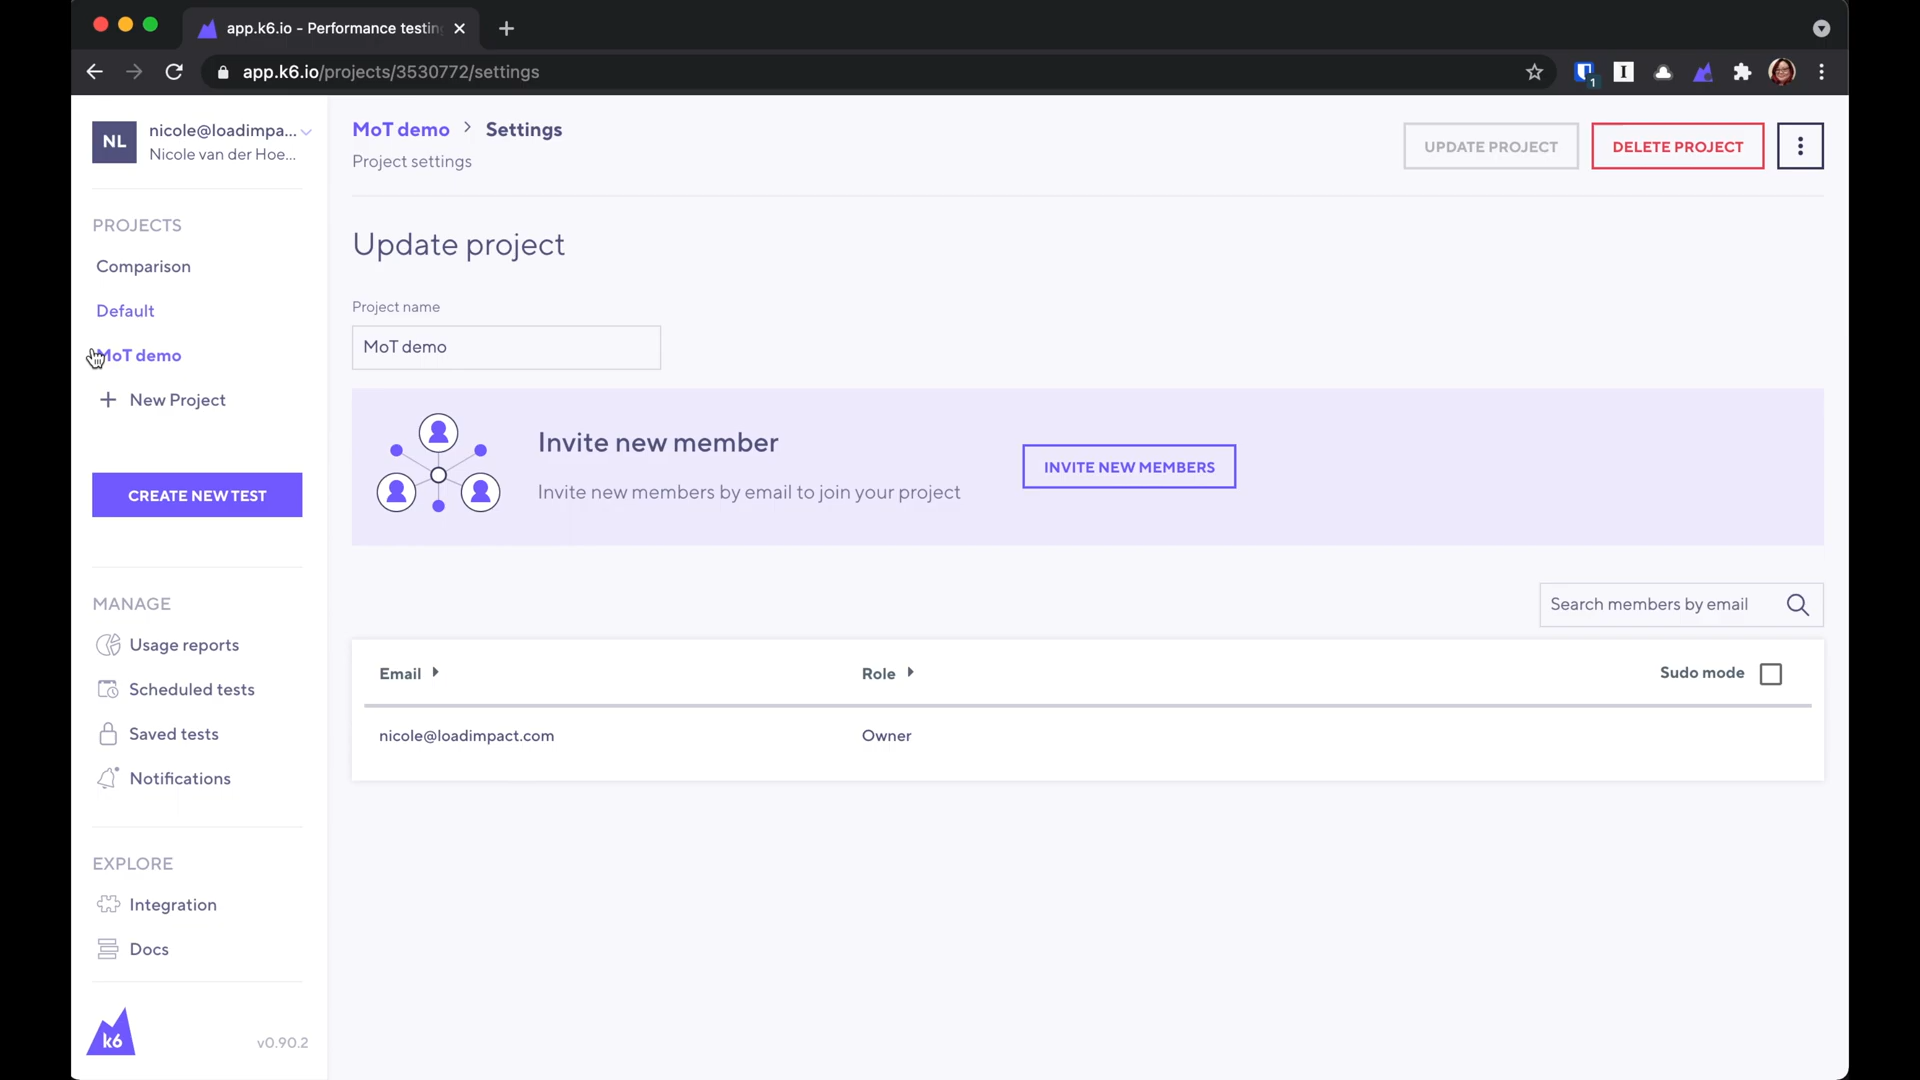 app.k6.io - Performance testin
app.k6.io/projects/3530772/settings
1
NL
nicole@loadimpa...
Nicole van der Hoe...
PROJECTS
Comparison
Default
MoT demo
New Project
CREATE NEW TEST
MANAGE
Usage reports
Scheduled tests
Saved tests
Notifications
EXPLORE
Integration
Docs
k6
v0.90.2
MoT demo > Settings
Project settings
UPDATE PROJECT
DELETE PROJECT
Update project
Project name
MoT demo
Invite new member
Invite new members by email to join your project
INVITE NEW MEMBERS
Search members by email
Email
Role
Sudo mode
nicole@loadimpact.com
Owner